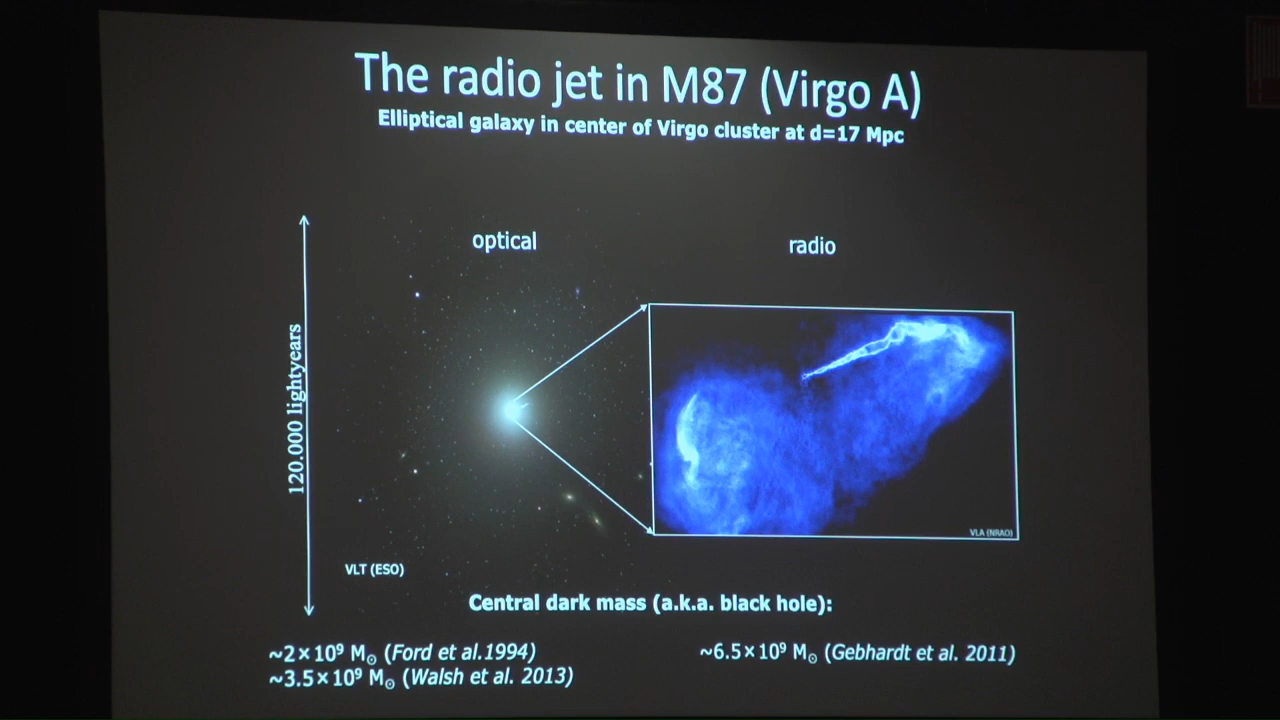 The radio jet in M87 (Virgo A)
Elliptical galaxy in center of Virgo cluster at d=17 Mpc
optical
radio
120.000 lightyears
VLA (NRAO)
VLT (ESO)
Central dark mass (a.k.a. black hole):
~2×10⁹ M☉ (Ford et al.1994)
~6.5×10⁹ M☉ (Gebhardt et al. 2011)
~3.5×10⁹ M☉ (Walsh et al. 2013)